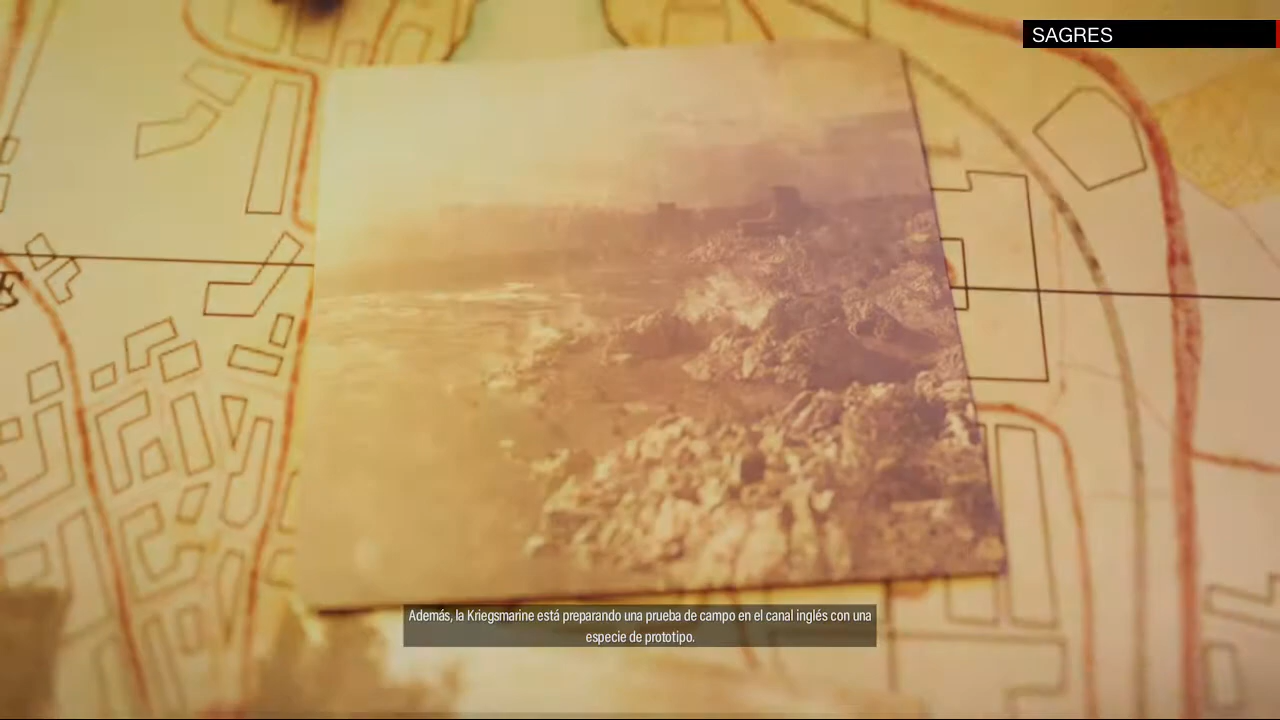 SAGRES
Además, la Kriegsmarine está preparando una prueba de campo en el canal inglés con una
especie de prototipo.